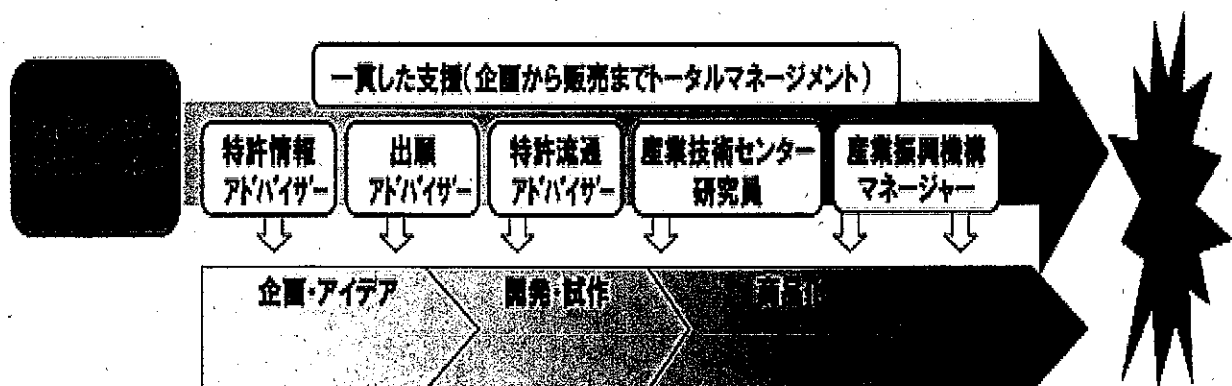 一貫した支援(企画から販売までトータルマネージメント)
特許情報
アドバイザー
出願
アドバイザー
特許流通
アドバイザー
産業技術センター
研究員
産業振興機構
マネージャー
企画・アイデア
開発・試作
商品化